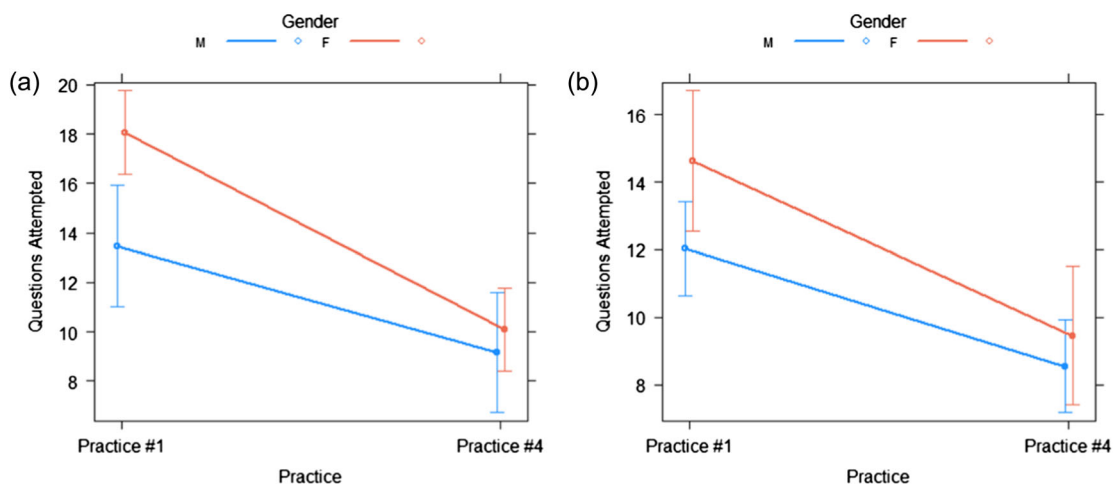 Gender
M F
(a)
20
18
16
14
12
10
8
Questions Attempted
Practice #1 Practice #4
Practice
Gender
M F
(b)
16
14
12
10
8
Questions Attempted
Practice #1 Practice #4
Practice